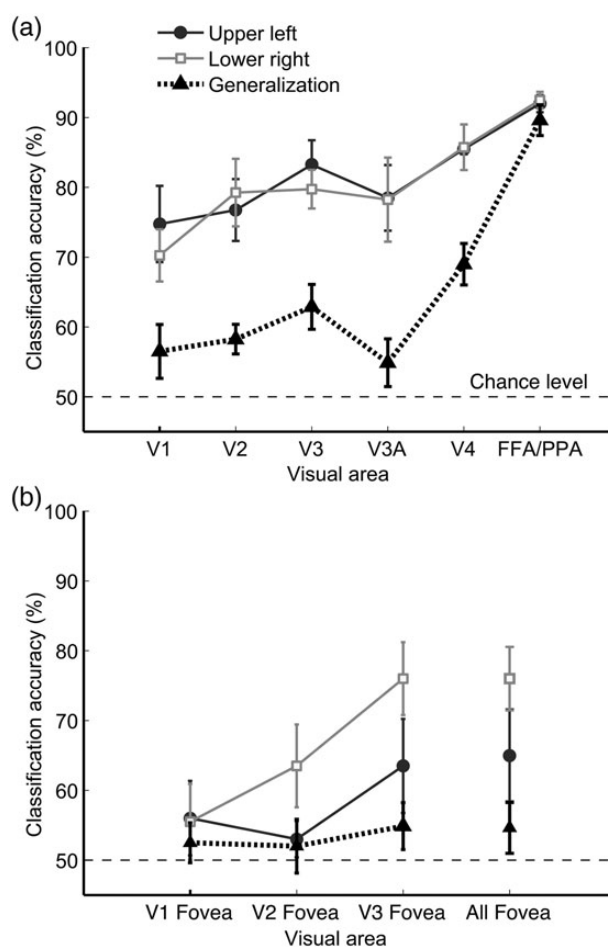 (a)
Upper left
Lower right
Generalization
100
90
80
70
60
50
Classification accuracy (%)
Chance level
V1 V2 V3 V3A V4 FFA/PPA
Visual area
(b)
100
90
80
70
60
50
Classification accuracy (%)
V1 Fovea V2 Fovea V3 Fovea All Fovea
Visual area